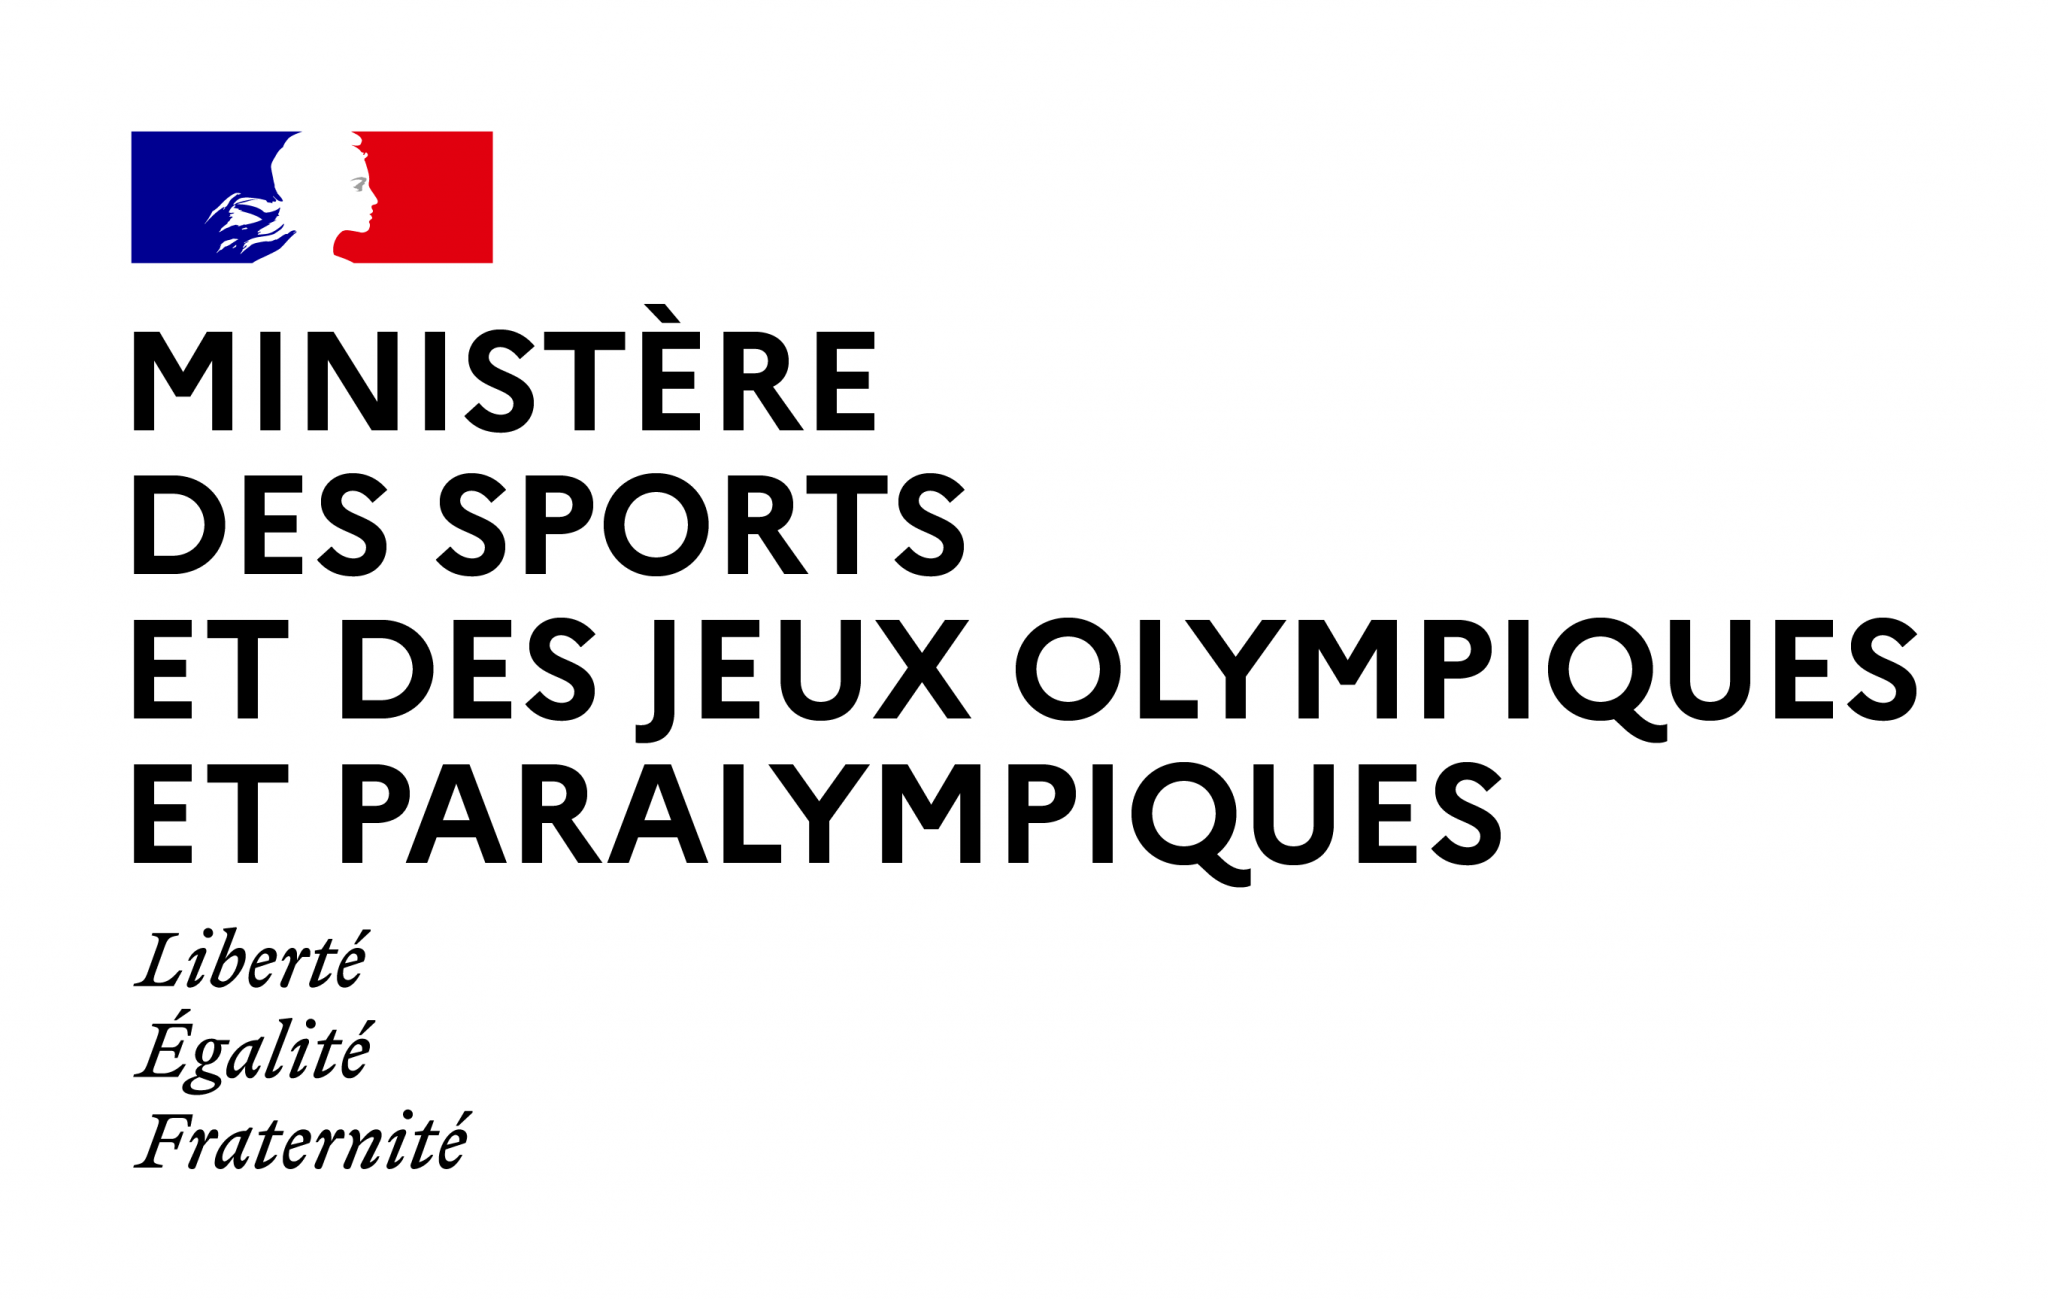 MINISTÈRE
DES SPORTS
ET DES JEUX OLYMPIQUES
ET PARALYMPIQUES
Liberté
Égalité
Fraternité